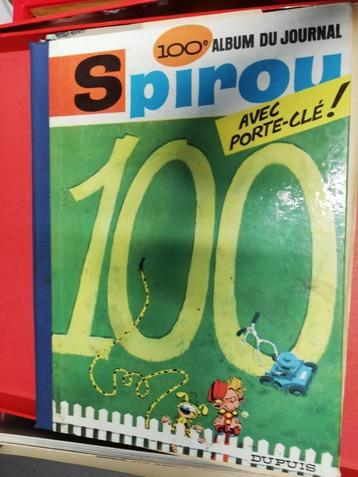 100e ALBUM DU JOURNAL
Spirou
AVEC
PORTE-CLÉ!
100
DUPUIS